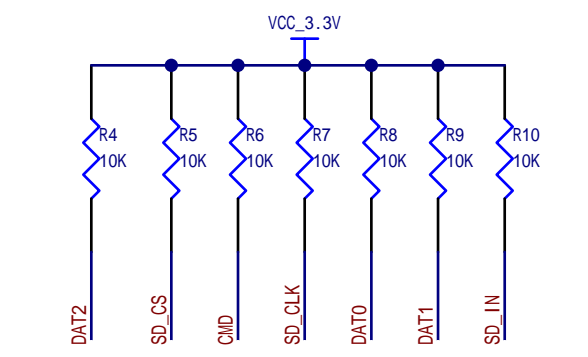 VCC_3.3V
R4 R5 R6 R7 R8 R9 R10
10K 10K 10K 10K 10K 10K 10K
DAT2 SD_CS CMD SD_CLK DAT0 DAT1 SD_IN